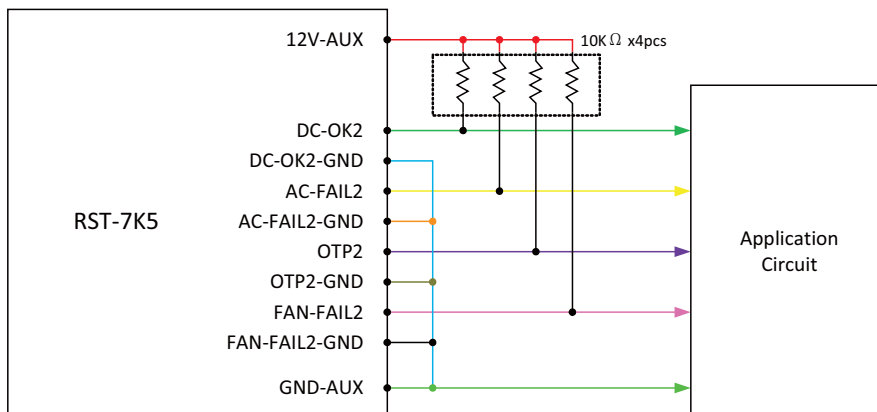 12V-AUX
10KΩ x4pcs
DC-OK2
DC-OK2-GND
AC-FAIL2
RST-7K5
AC-FAIL2-GND
OTP2
Application
Circuit
OTP2-GND
FAN-FAIL2
FAN-FAIL2-GND
GND-AUX